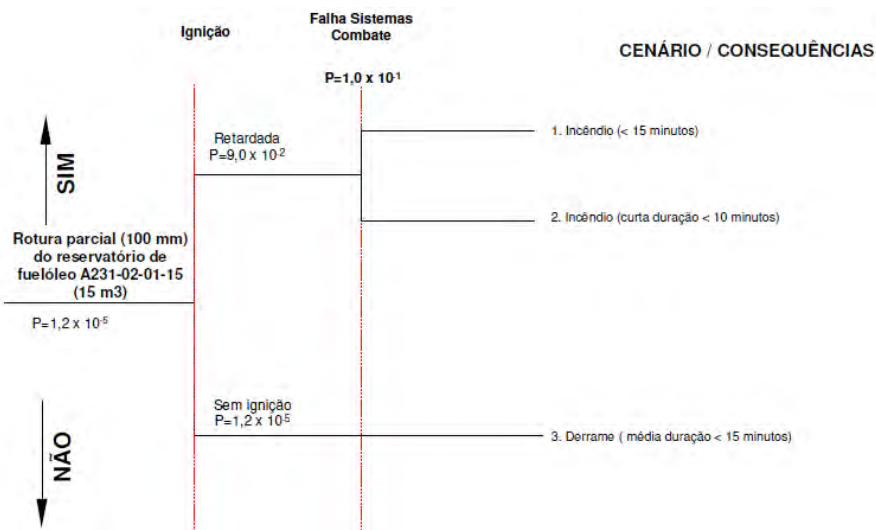 Ignição
Falha Sistemas
Combate
P=1,0 x 10⁻¹
CENÁRIO / CONSEQUÊNCIAS
SIM
Retardada
P=9,0 x 10⁻²
1. Incêndio (< 15 minutos)
2. Incêndio (curta duração < 10 minutos)
Rotura parcial (100 mm)
do reservatório de
fuelóleo A231-02-01-15
(15 m3)
P=1,2 x 10⁻⁵
NÃO
Sem ignição
P=1,2 x 10⁻⁵
3. Derrame ( média duração < 15 minutos)